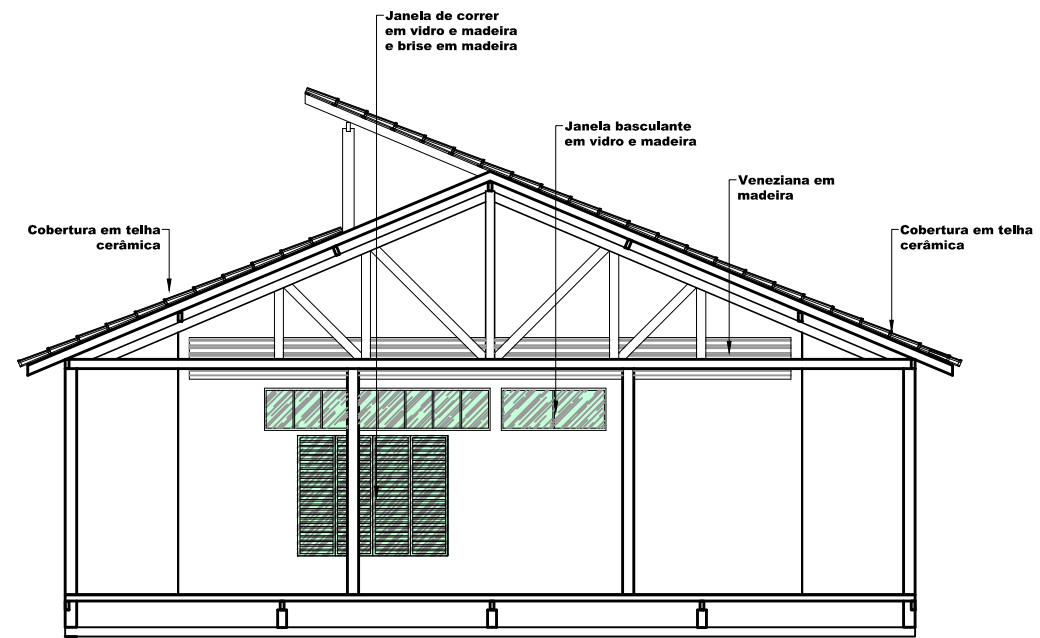 Janela de correr
em vidro e madeira
e brise em madeira
Janela basculante
em vidro e madeira
Veneziana em
madeira
Cobertura em telha
cerâmica
Cobertura em telha
cerâmica